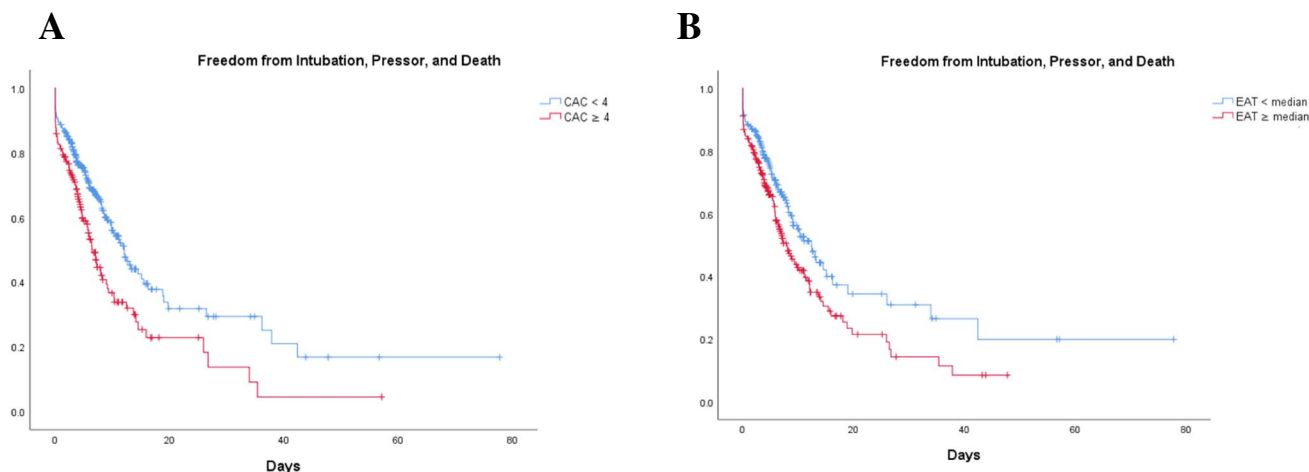 A
Freedom from Intubation, Pressor, and Death
CAC < 4
CAC ≥ 4
1.0
0.8
0.6
0.4
0.2
0.0
0 20 40 60 80
Days
B
Freedom from Intubation, Pressor, and Death
EAT < median
EAT ≥ median
1.0
0.8
0.6
0.4
0.2
0.0
0 20 40 60 80
Days